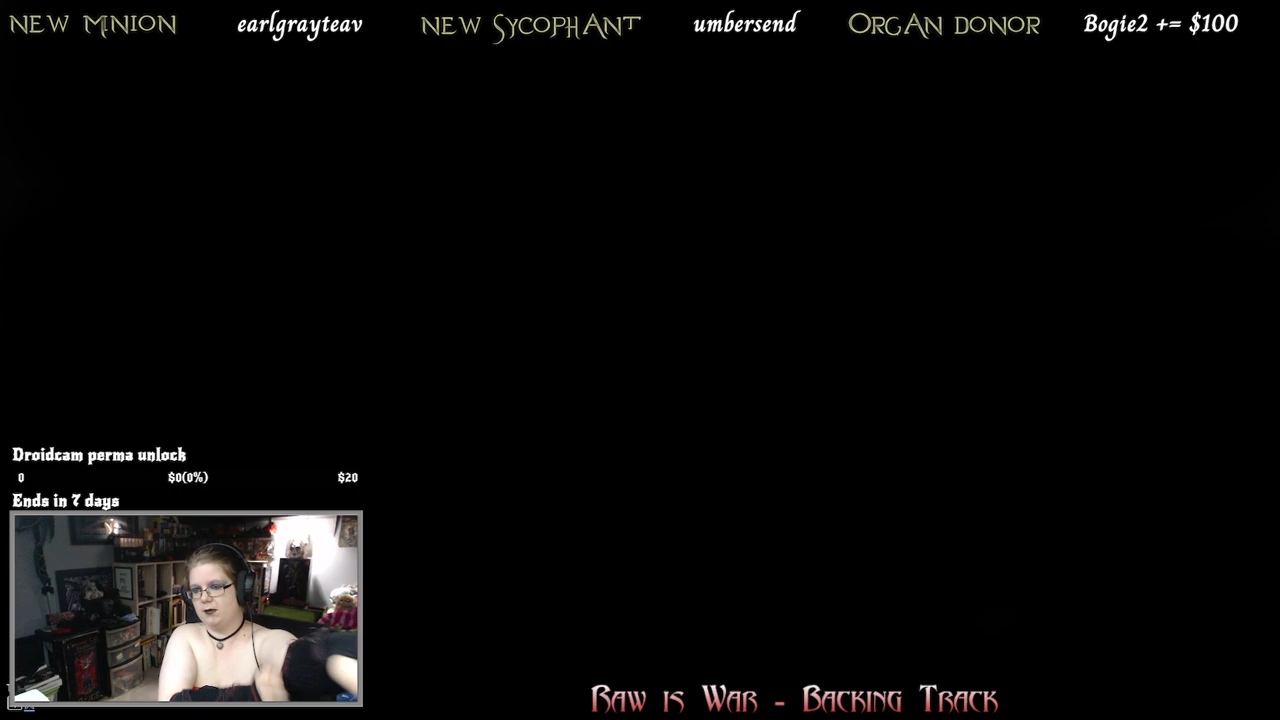 NEW MINION earlgrayteav NEW SYCOPHANT umbersend ORGAN DONOR Bogie2 += $100
Droidcam perma unlock
0 $0(0%) $20
Ends in 7 days
Raw is War - Backing Track